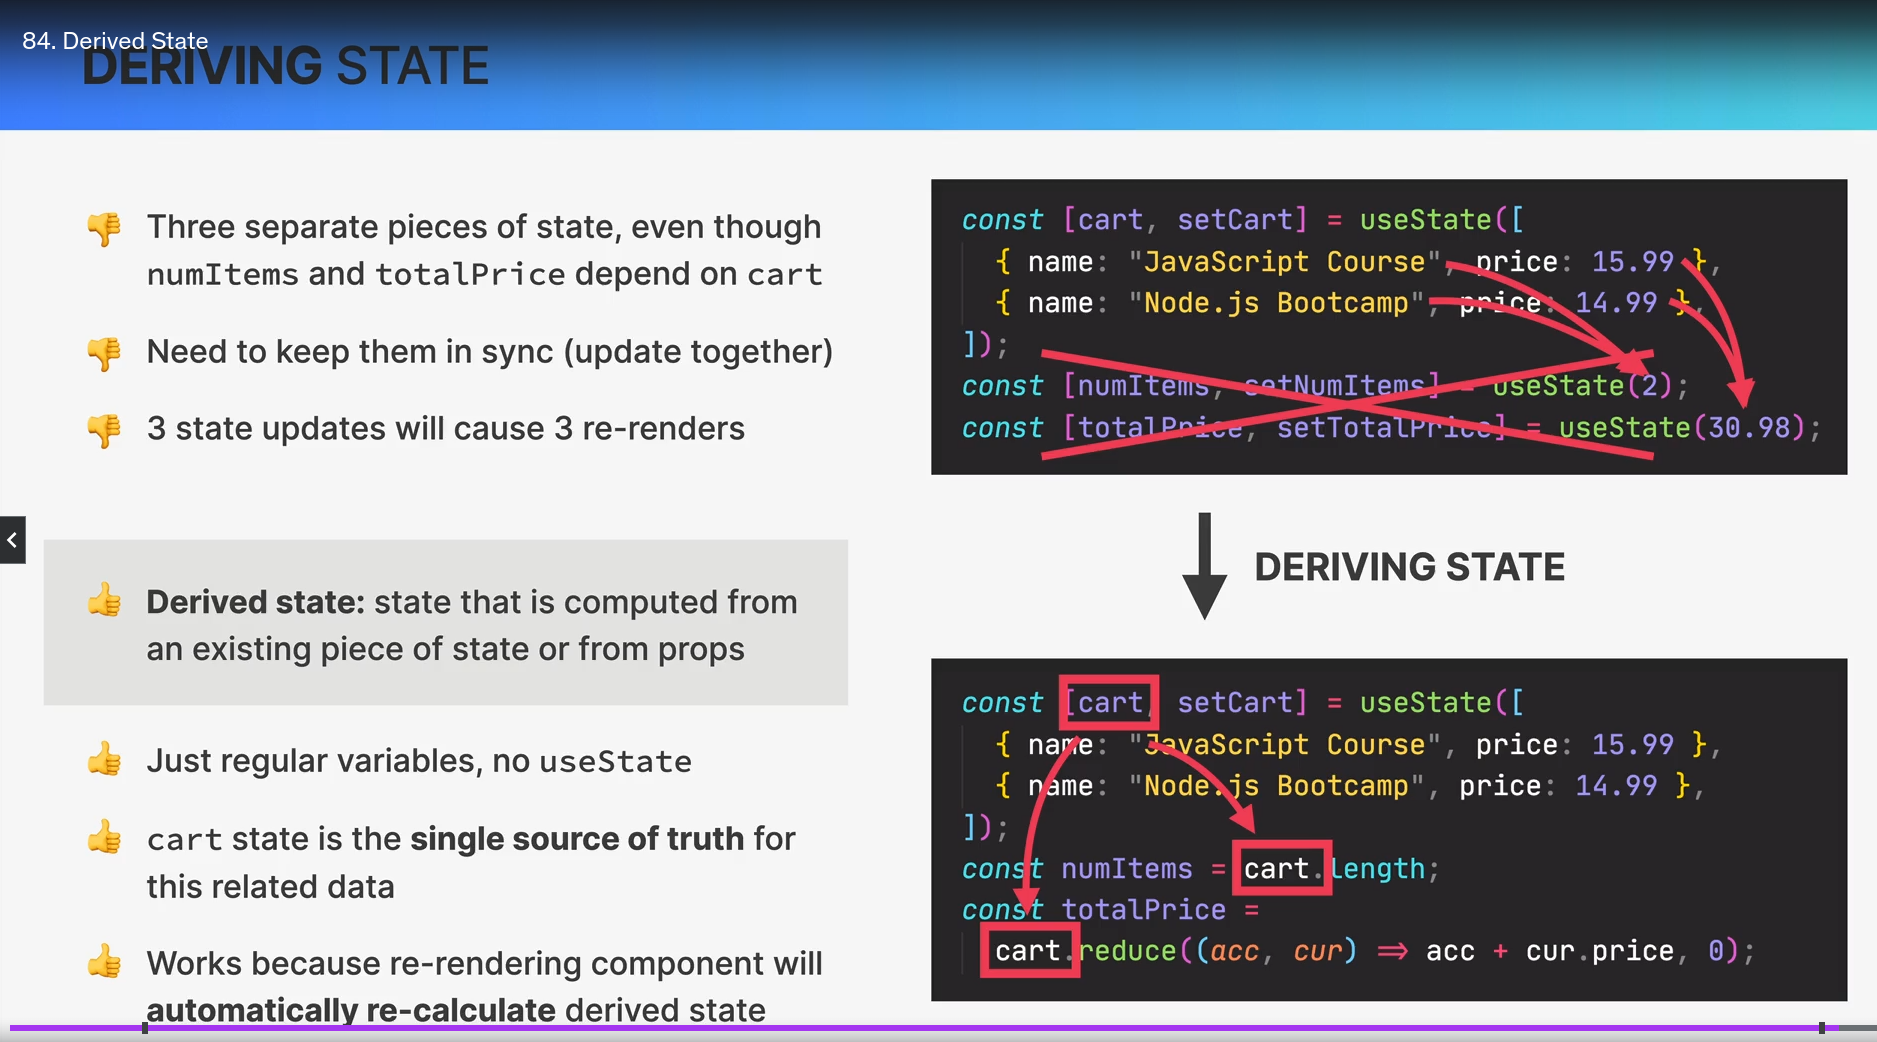 84. Derived State
DERIVING STATE
👎 Three separate pieces of state, even though
numItems and totalPrice depend on cart
👎 Need to keep them in sync (update together)
👎 3 state updates will cause 3 re-renders
👍 Derived state: state that is computed from
an existing piece of state or from props
👍 Just regular variables, no useState
👍 cart state is the single source of truth for
this related data
👍 Works because re-rendering component will
automatically re-calculate derived state
const [cart, setCart] = useState([
{ name: "JavaScript Course", price: 15.99 },
{ name: "Node.js Bootcamp", price: 14.99 },
]);
const [numItems, setNumItems] = useState(2);
const [totalPrice, setTotalPrice] = useState(30.98);
DERIVING STATE
const [cart, setCart] = useState([
{ name: "JavaScript Course", price: 15.99 },
{ name: "Node.js Bootcamp", price: 14.99 },
]);
const numItems = cart.length;
const totalPrice =
cart.reduce((acc, cur) => acc + cur.price, 0);